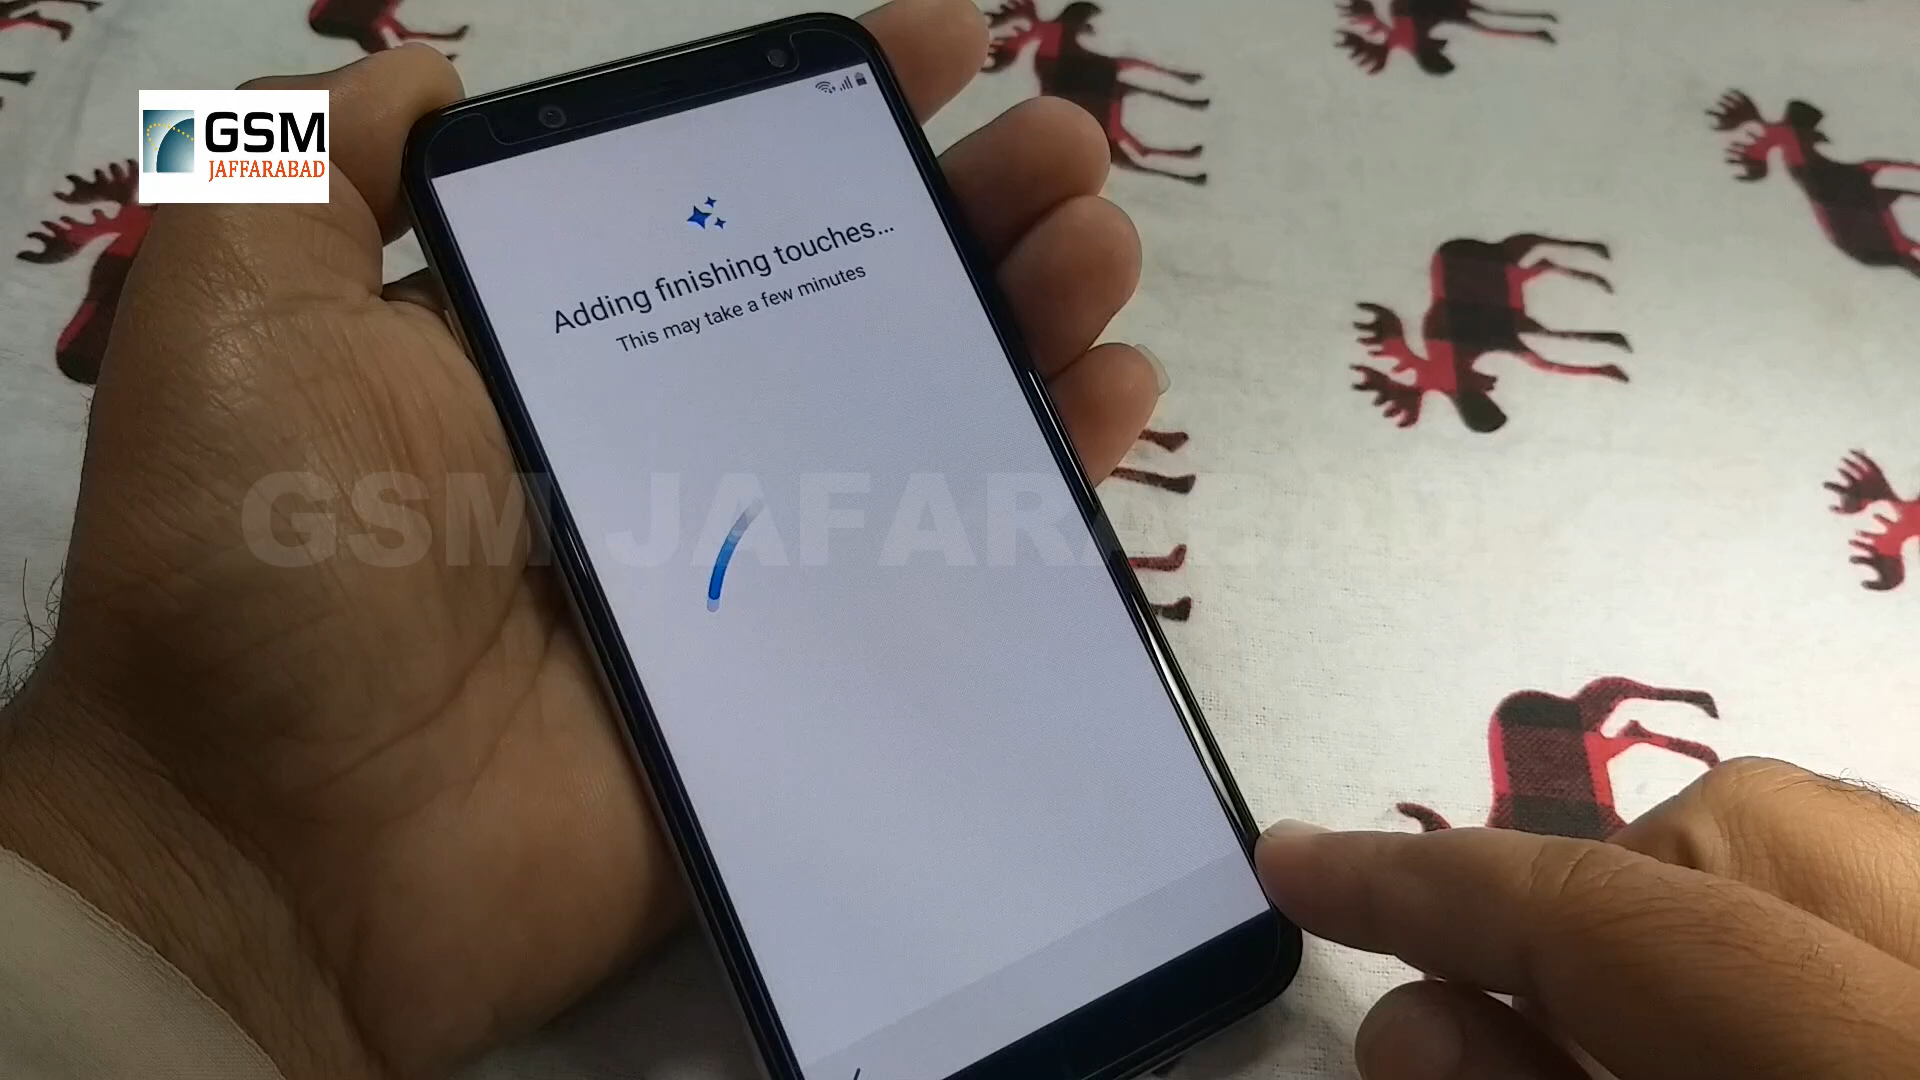 GSM
JAFFARABAD
Adding finishing touches...
This may take a few minutes
GSM JAFARABAD